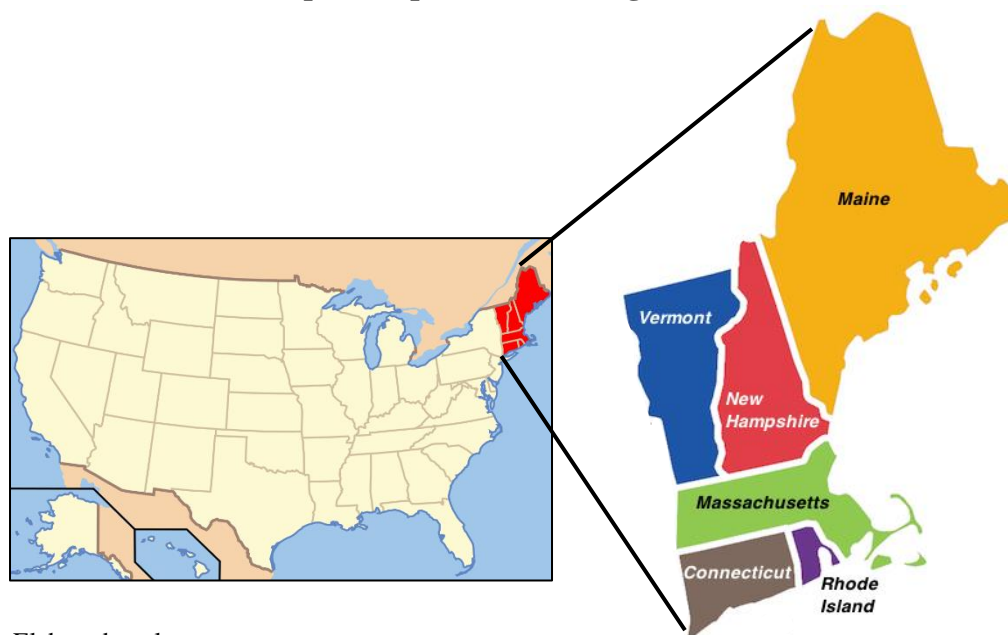 Maine
Vermont
New
Hampshire
Massachusetts
Connecticut
Rhode
Island